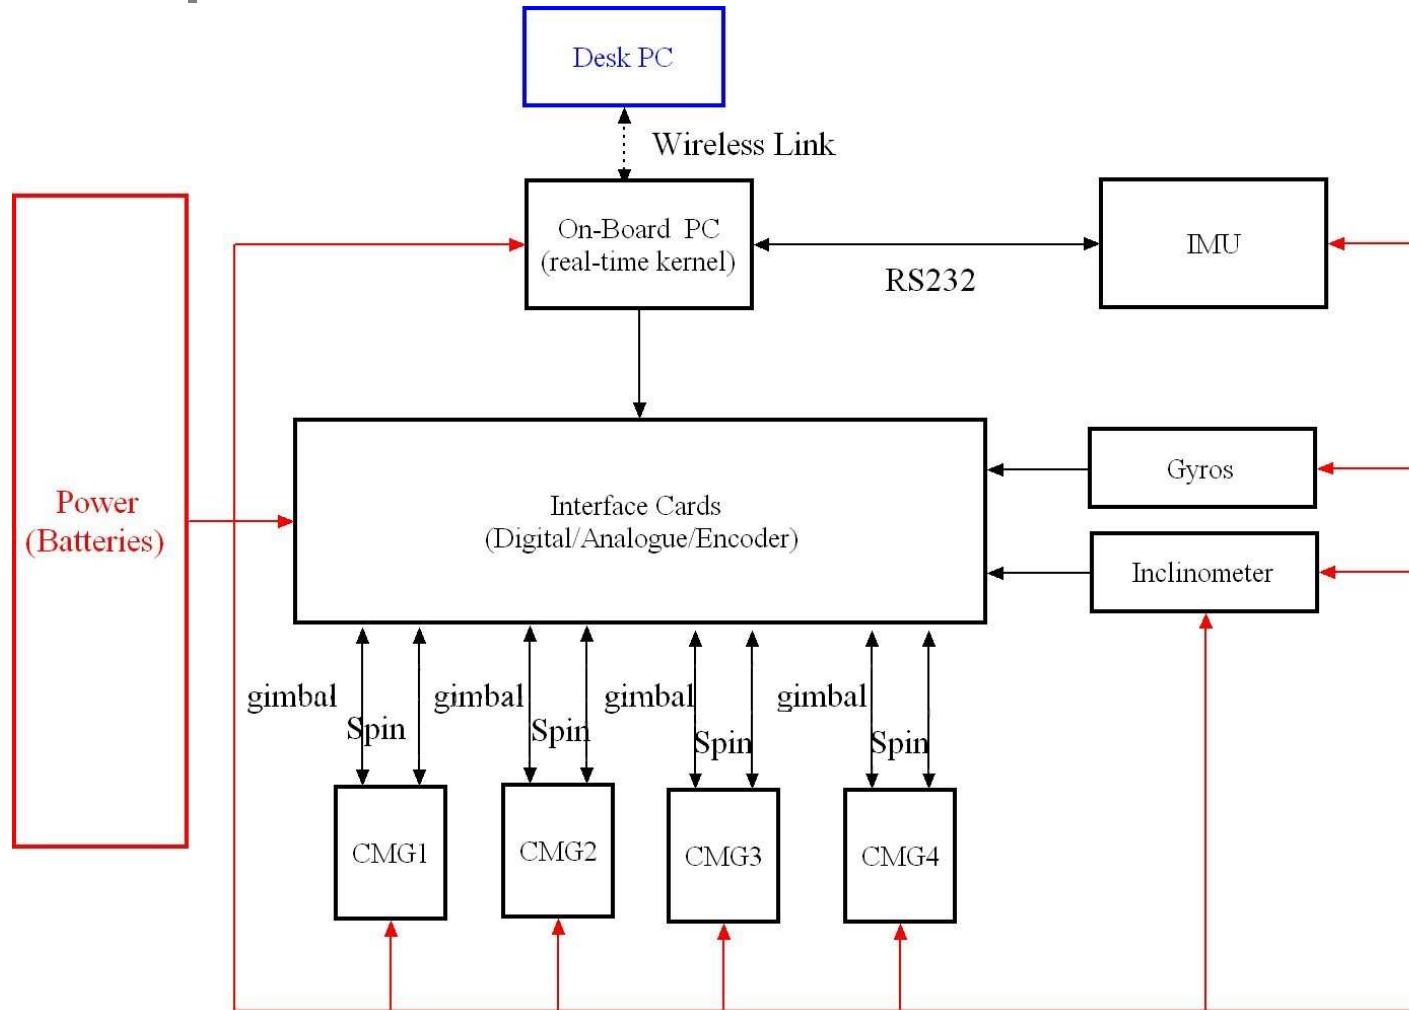 Desk PC
Wireless Link
On-Board PC
(real-time kernel)
IMU
RS232
Power
(Batteries)
Interface Cards
(Digital/Analogue/Encoder)
Gyros
Inclinometer
gimbal
Spin
gimbal
Spin
gimbal
Spin
gimbal
Spin
CMG1
CMG2
CMG3
CMG4